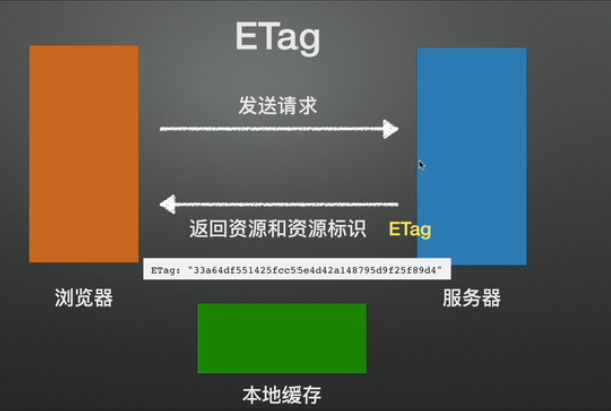 ETag
发送请求
返回资源和资源标识 ETag
ETag: "33a64df551425fcc55e4d42a148795d9f25f89d4"
浏览器
服务器
本地缓存